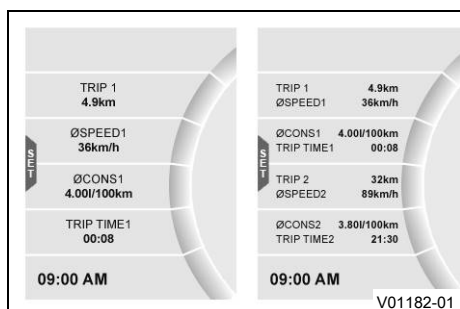 TRIP 1
4.9km
ØSPEED1
36km/h
SET
ØCONS1
4.00l/100km
TRIP TIME1
00:08
09:00 AM
TRIP 1 4.9km
ØSPEED1 36km/h
ØCONS1 4.00l/100km
TRIP TIME1 00:08
SET
TRIP 2 32km
ØSPEED2 89km/h
ØCONS2 3.80l/100km
TRIP TIME2 21:30
09:00 AM
V01182-01